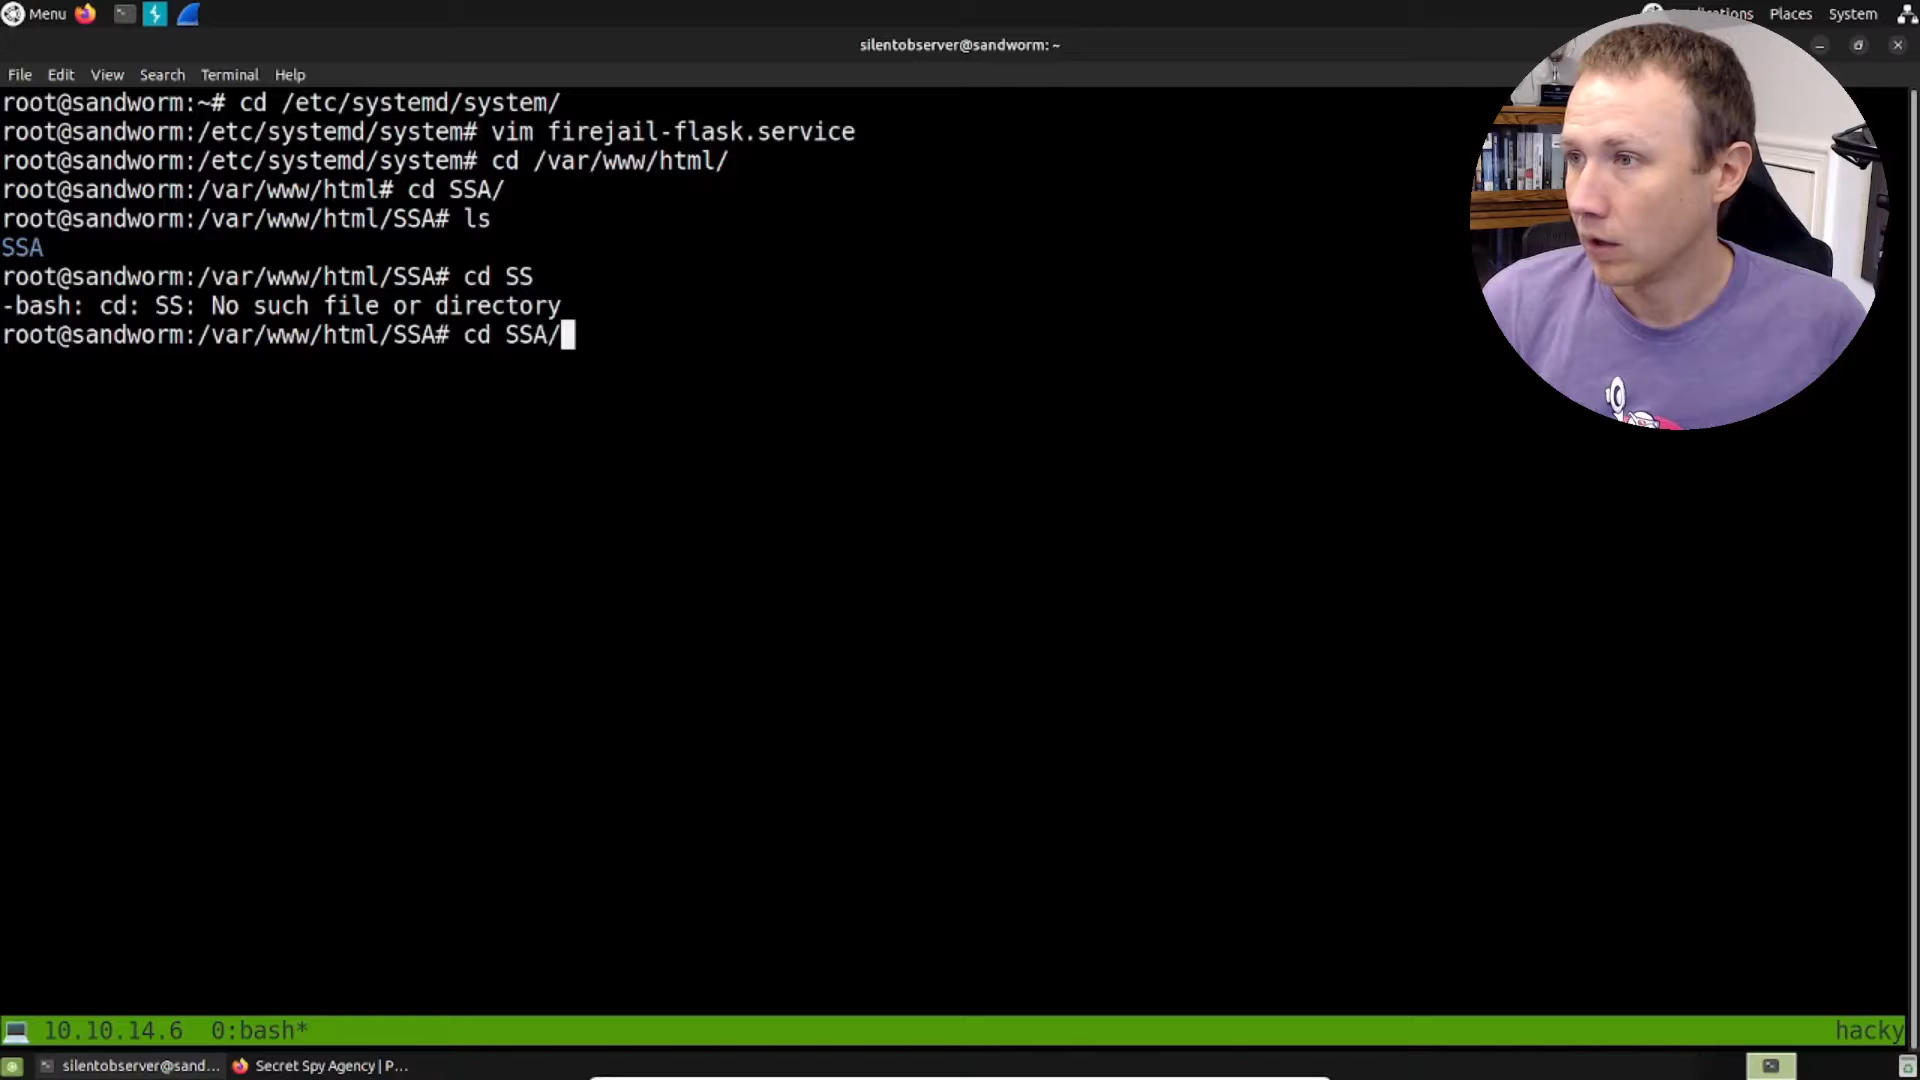 Menu
Places
System
silentobserver@sandworm: ~
File Edit View Search Terminal Help
root@sandworm:~# cd /etc/systemd/system/
root@sandworm:/etc/systemd/system# vim firejail-flask.service
root@sandworm:/etc/systemd/system# cd /var/www/html/
root@sandworm:/var/www/html# cd SSA/
root@sandworm:/var/www/html/SSA# ls
SSA
root@sandworm:/var/www/html/SSA# cd SS
-bash: cd: SS: No such file or directory
root@sandworm:/var/www/html/SSA# cd SSA/
10.10.14.6 0:bash*
hacky
silentobserver@sand...
Secret Spy Agency | P...